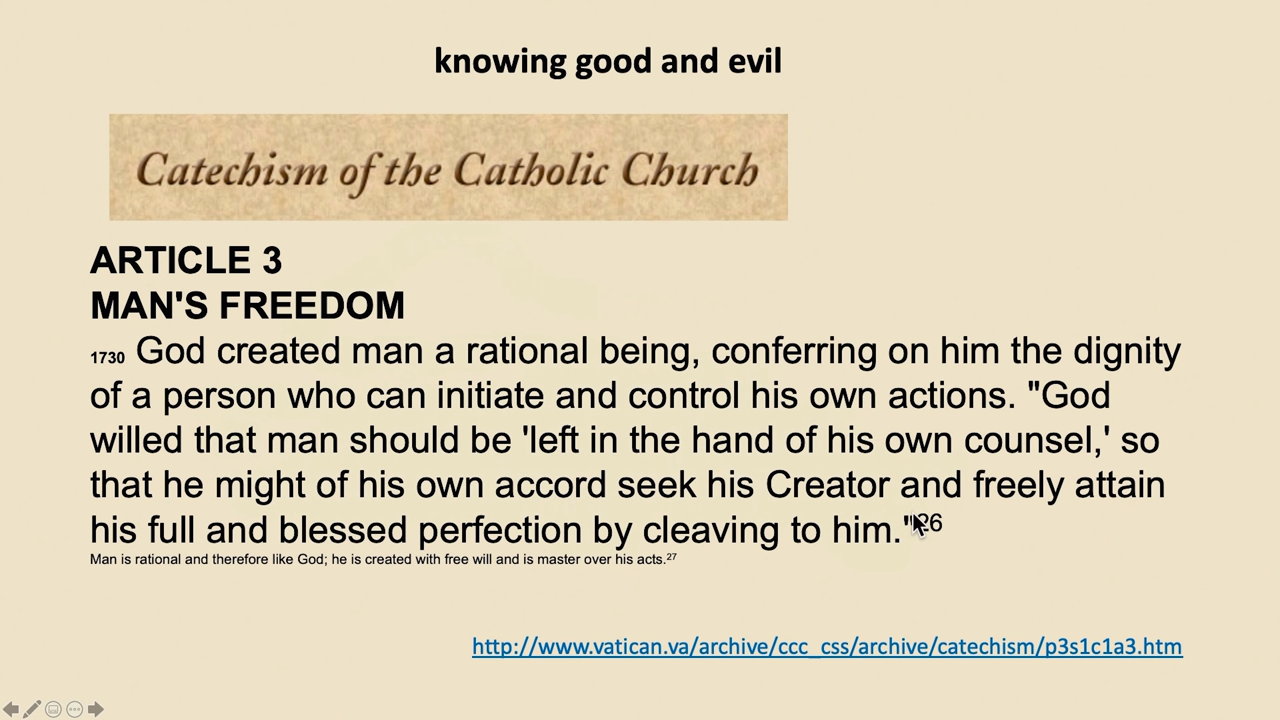 knowing good and evil
Catechism of the Catholic Church
ARTICLE 3
MAN'S FREEDOM
1730 God created man a rational being, conferring on him the dignity
of a person who can initiate and control his own actions. "God
willed that man should be 'left in the hand of his own counsel,' so
that he might of his own accord seek his Creator and freely attain
his full and blessed perfection by cleaving to him."26
Man is rational and therefore like God; he is created with free will and is master over his acts.27
http://www.vatican.va/archive/ccc_css/archive/catechism/p3s1c1a3.htm